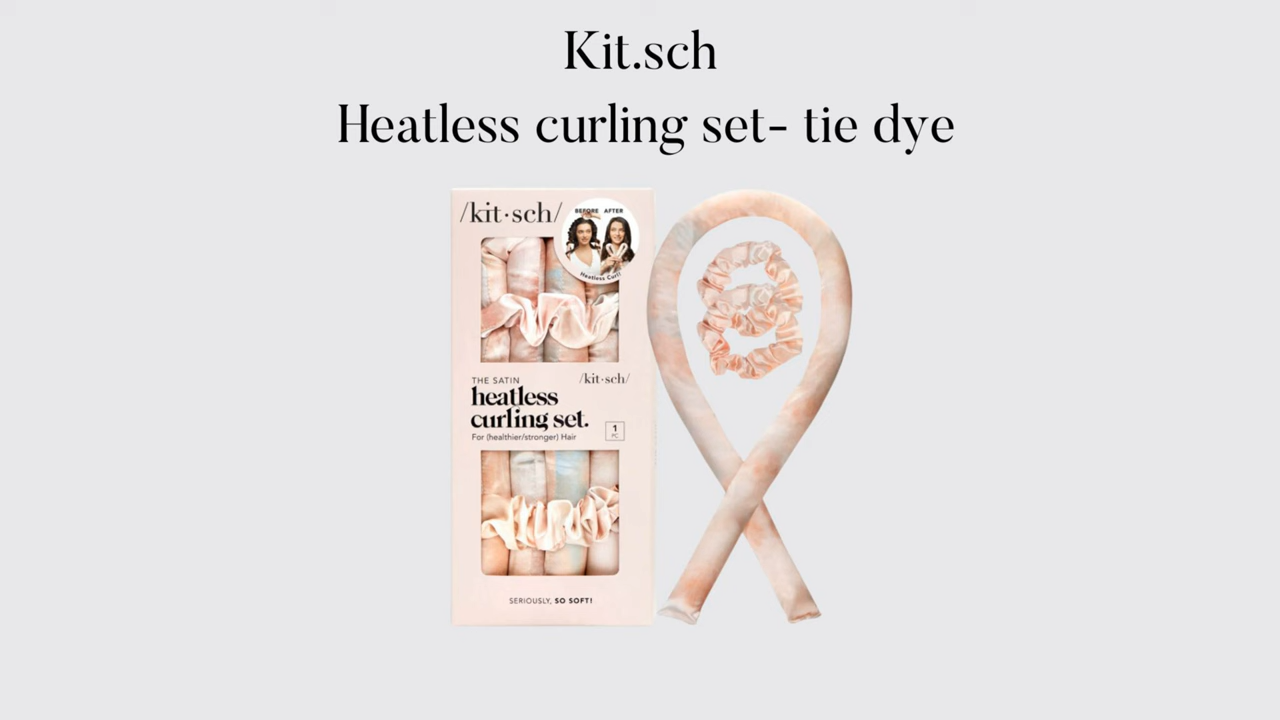 Kit.sch
Heatless curling set- tie dye
/kit·sch/
BEFORE AFTER
Heatless Curl!
THE SATIN
/kit·sch/
heatless
curling set.
For (healthier/stronger) Hair
1
PC
SERIOUSLY, SO SOFT!